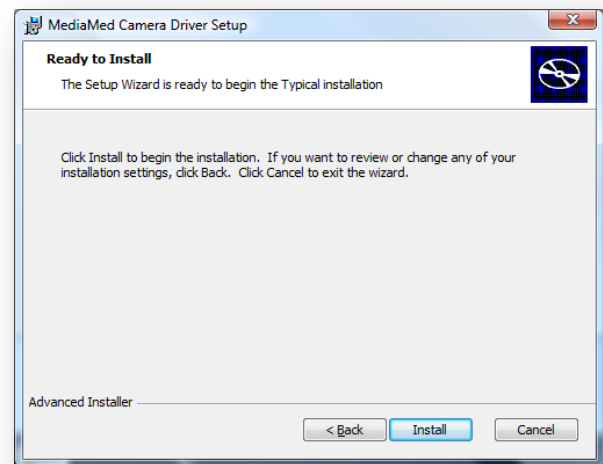 MediaMed Camera Driver Setup
Ready to Install
The Setup Wizard is ready to begin the Typical installation
Click Install to begin the installation. If you want to review or change any of your
installation settings, click Back. Click Cancel to exit the wizard.
Advanced Installer
< Back Install Cancel